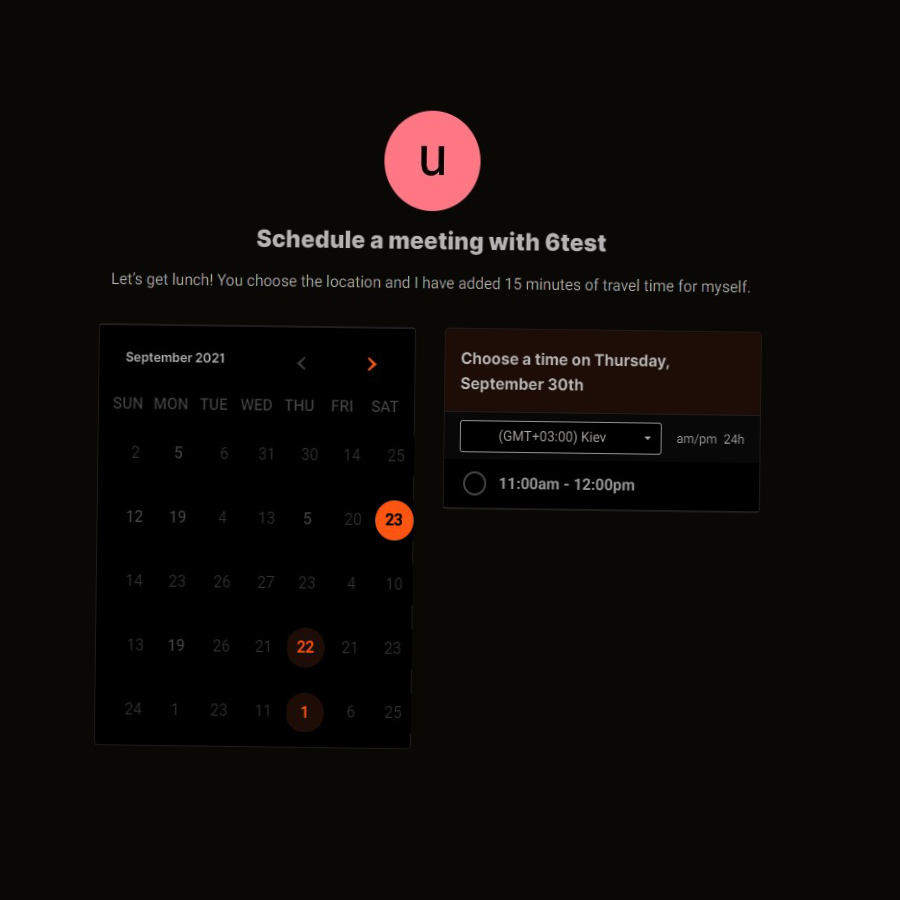 u
Schedule a meeting with 6test
Let's get lunch! You choose the location and I have added 15 minutes of travel time for myself.
September 2021
SUN MON TUE WED THU FRI SAT
2 5 6 31 30 14 25
12 19 4 13 5 20 23
14 23 26 27 23 4 10
13 19 26 21 22 21 23
24 1 23 11 1 6 25
Choose a time on Thursday,
September 30th
(GMT+03:00) Kiev am/pm 24h
11:00am - 12:00pm